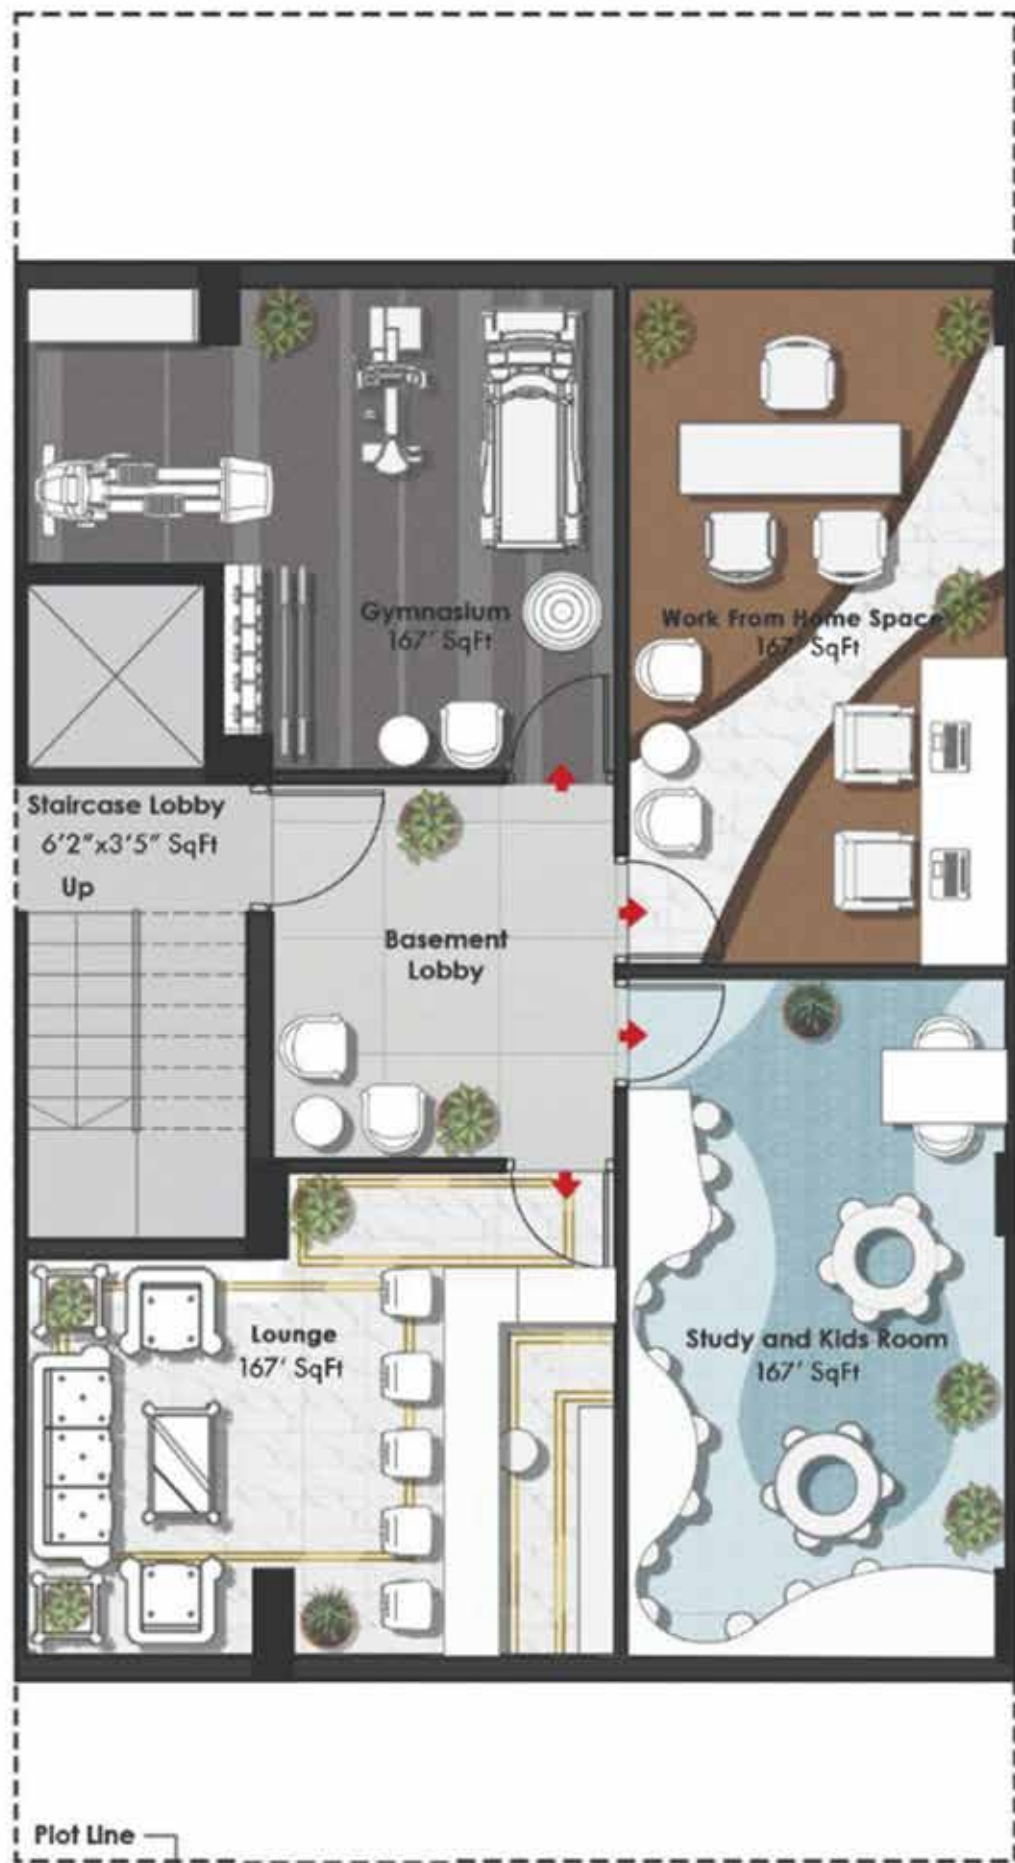 Gymnasium
167' SqFt
Work From Home Space
167' SqFt
Staircase Lobby
6'2"x3'5" SqFt
Up
Basement
Lobby
Lounge
167' SqFt
Study and Kids Room
167' SqFt
Plot Line